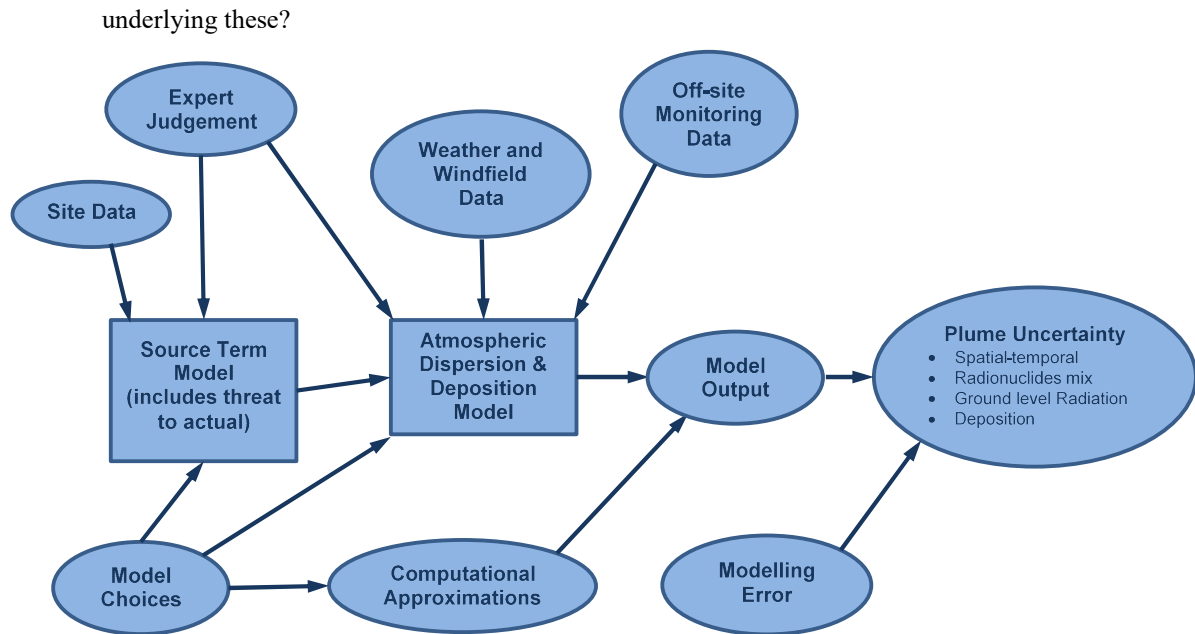 underlying these?
Expert
Judgement
Off-site
Monitoring
Data
Weather and
Windfield
Data
Site Data
Source Term
Model
(includes threat
to actual)
Atmospheric
Dispersion &
Deposition
Model
Model
Output
Plume Uncertainty
• Spatial-temporal
• Radionuclides mix
• Ground level Radiation
• Deposition
Model
Choices
Computational
Approximations
Modelling
Error